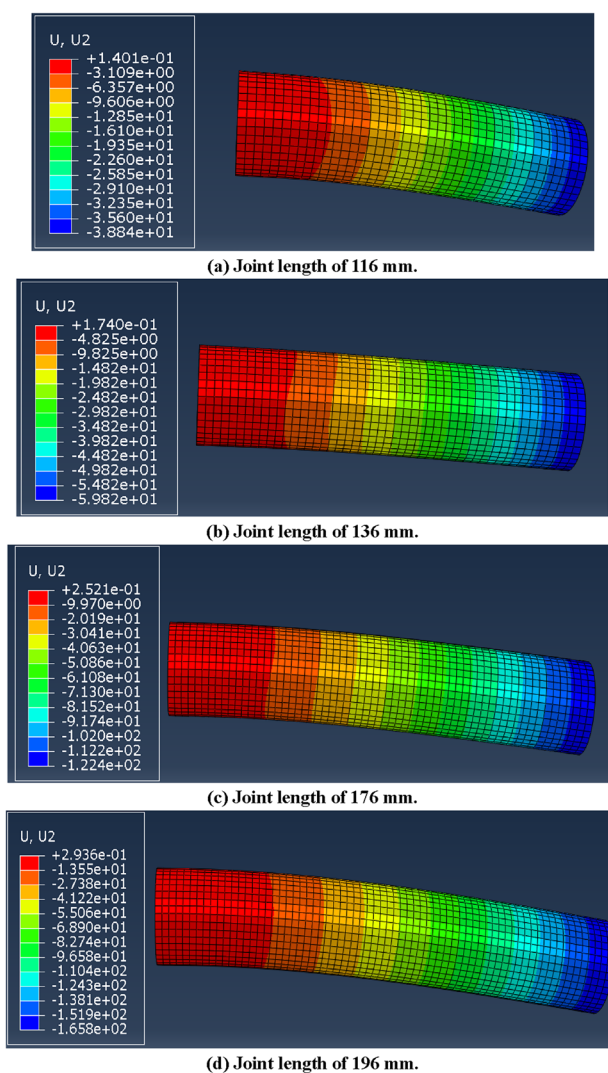 U, U2
+1.401e-01
-3.109e+00
-6.357e+00
-9.606e+00
-1.285e+01
-1.610e+01
-1.935e+01
-2.260e+01
-2.585e+01
-2.910e+01
-3.235e+01
-3.560e+01
-3.884e+01
(a) Joint length of 116 mm.
U, U2
+1.740e-01
-4.825e+00
-9.825e+00
-1.482e+01
-1.982e+01
-2.482e+01
-2.982e+01
-3.482e+01
-3.982e+01
-4.482e+01
-4.982e+01
-5.482e+01
-5.982e+01
(b) Joint length of 136 mm.
U, U2
+2.521e-01
-9.970e+00
-2.019e+01
-3.041e+01
-4.063e+01
-5.086e+01
-6.108e+01
-7.130e+01
-8.152e+01
-9.174e+01
-1.020e+02
-1.122e+02
-1.224e+02
(c) Joint length of 176 mm.
U, U2
+2.936e-01
-1.355e+01
-2.738e+01
-4.122e+01
-5.506e+01
-6.890e+01
-8.274e+01
-9.658e+01
-1.104e+02
-1.243e+02
-1.381e+02
-1.519e+02
-1.658e+02
(d) Joint length of 196 mm.